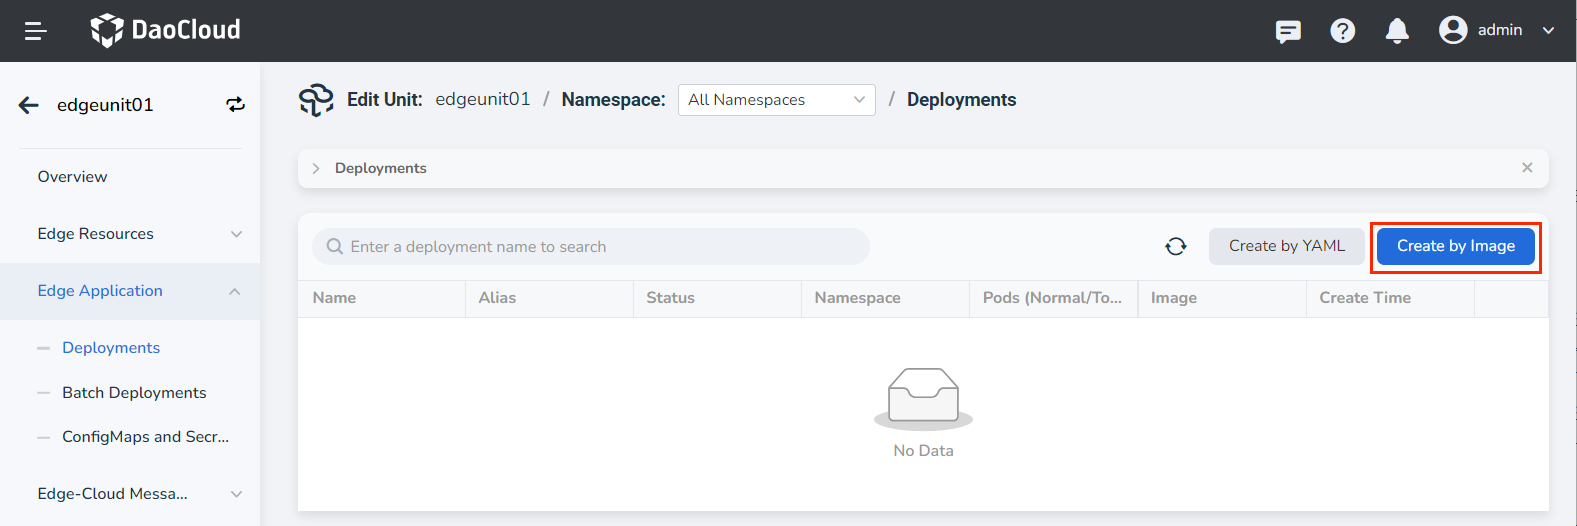 DaoCloud
admin
edgeunit01
Overview
Edge Resources
Edge Application
Deployments
Batch Deployments
ConfigMaps and Secr...
Edge-Cloud Messa...
Edit Unit: edgeunit01 / Namespace: All Namespaces / Deployments
Deployments
Enter a deployment name to search
Create by YAML
Create by Image
Name Alias Status Namespace Pods (Normal/To... Image Create Time
No Data